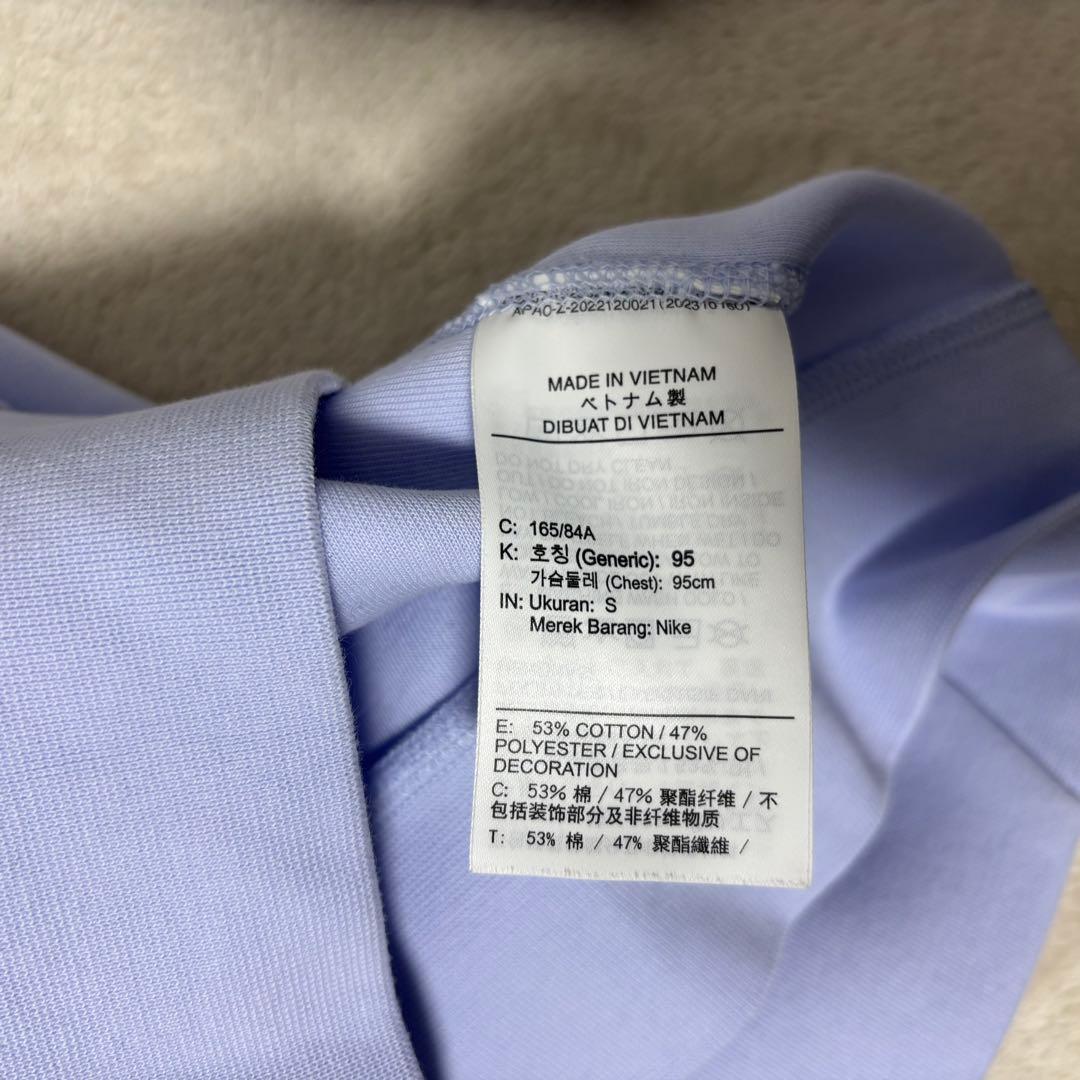 MADE IN VIETNAM
ベトナム製
DIBUAT DI VIETNAM
C: 165/84A
K: 호칭 (Generic): 95
가슴둘레 (Chest): 95cm
IN: Ukuran: S
Merek Barang: Nike
E: 53% COTTON / 47%
POLYESTER / EXCLUSIVE OF
DECORATION
C: 53% 棉 / 47% 聚酯纤维 / 不
包括装饰部分及非纤维物质
T: 53% 棉 / 47% 聚酯纖維 /